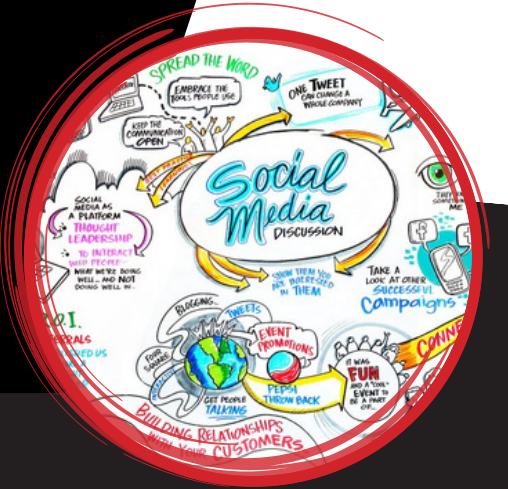 SPREAD THE WORD
EMBRACE THE
TOOLS PEOPLE USE
KEEP THE
COMMUNICATION
OPEN
ONE TWEET
CAN CHANGE A
WHOLE COMPANY
Social
Media
DISCUSSION
SOCIAL
MEDIA AS
A PLATFORM
THOUGHT
LEADERSHIP
TO INTERACT
WITH PEOPLE
WHAT WE'RE DOING
WELL... AND NOT
DOING WELL IN..
SHOW THEM YOU
ARE INTERESTED
IN THEM
TAKE A
LOOK AT OTHER
SUCCESSFUL
Campaigns
ME
R.O.I.
BLOGGING..
TWEETS
FOUR
SQUARE
EVENT
PROMOTIONS
GET PEOPLE
TALKING
PEPSI
THROW BACK
IT WAS
FUN
AND A "COOL"
EVENT TO
BE A PART
OF...
CONNE
BUILDING RELATIONSHIPS
WITH YOUR CUSTOMERS